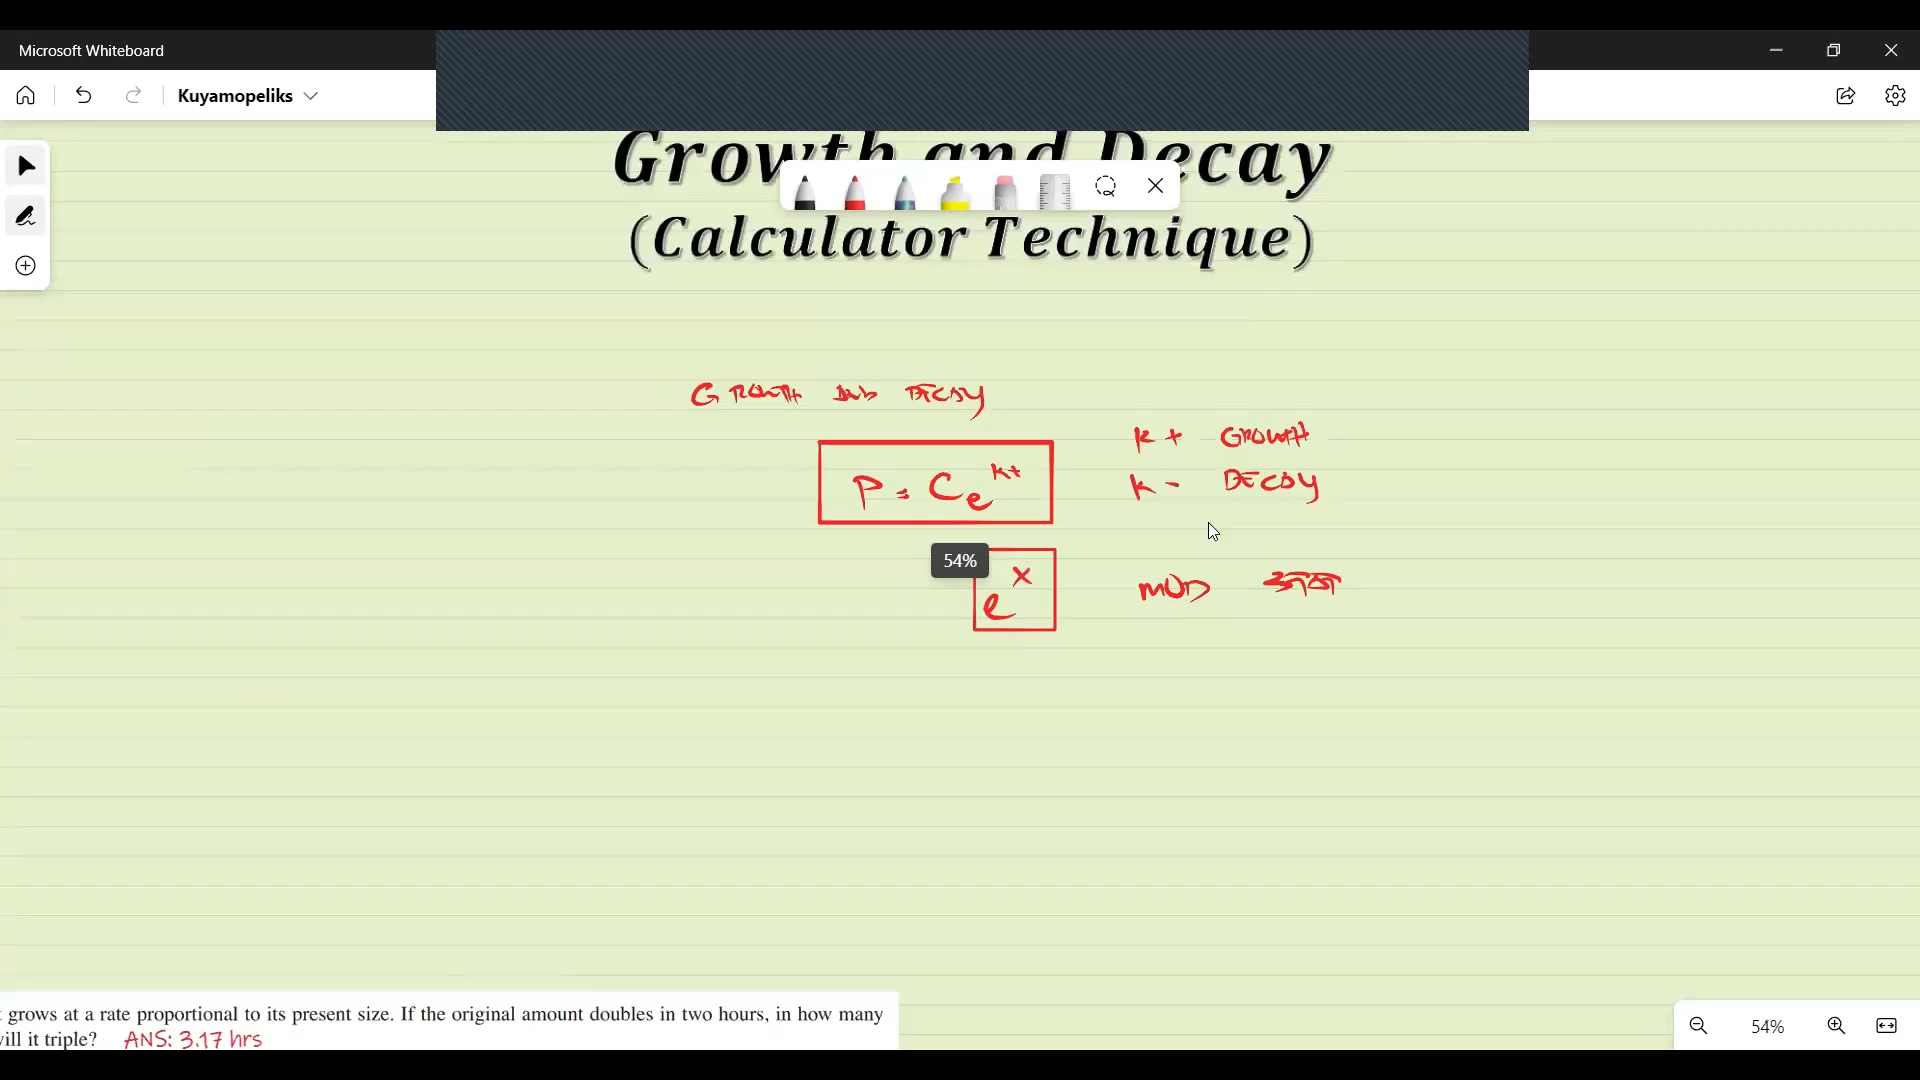 Microsoft Whiteboard
Kuyamopeliks
Growth and Decay
(Calculator Technique)
GROWTH AND DECAY
k + GROWTH
P = Ce^kt
k - DECAY
54%
e^x
MOD
t grows at a rate proportional to its present size. If the original amount doubles in two hours, in how many
will it triple? ANS: 3.17 hrs
54%